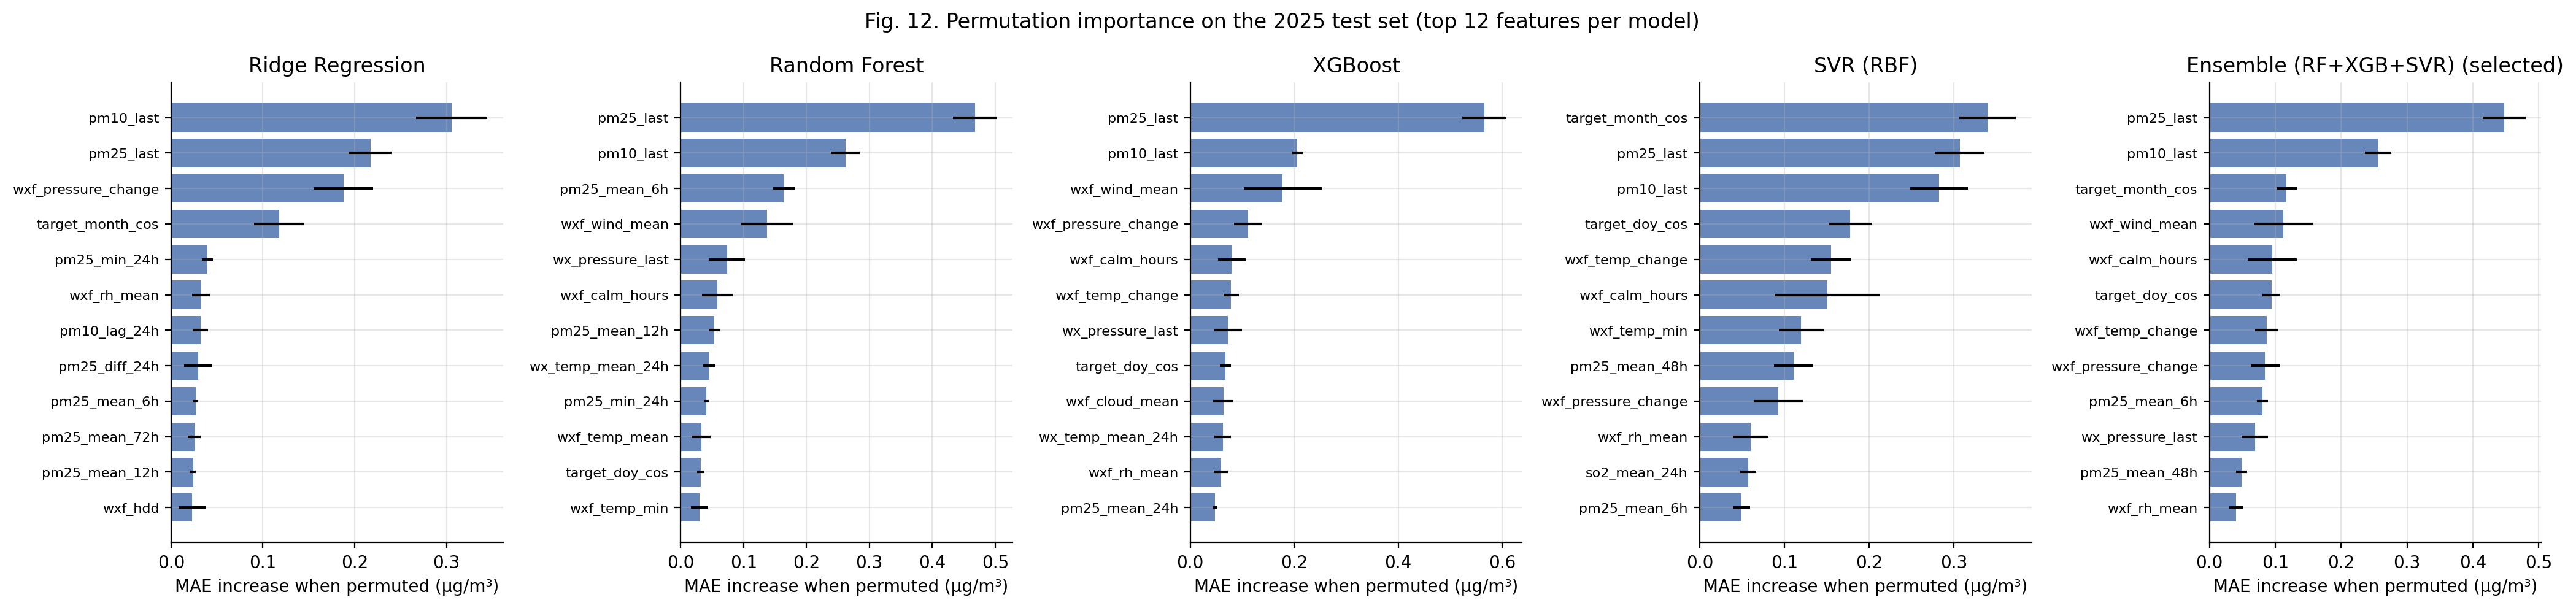 Fig. 12. Permutation importance on the 2025 test set (top 12 features per model)
Ridge Regression
pm10_last
pm25_last
wxf_pressure_change
target_month_cos
pm25_min_24h
wxf_rh_mean
pm10_lag_24h
pm25_diff_24h
pm25_mean_6h
pm25_mean_72h
pm25_mean_12h
wxf_hdd
0.0 0.1 0.2 0.3
MAE increase when permuted (µg/m³)
Random Forest
pm25_last
pm10_last
pm25_mean_6h
wxf_wind_mean
wx_pressure_last
wxf_calm_hours
pm25_mean_12h
wx_temp_mean_24h
pm25_min_24h
wxf_temp_mean
target_doy_cos
wxf_temp_min
0.0 0.1 0.2 0.3 0.4 0.5
MAE increase when permuted (µg/m³)
XGBoost
pm25_last
pm10_last
wxf_wind_mean
wxf_pressure_change
wxf_calm_hours
wxf_temp_change
wx_pressure_last
target_doy_cos
wxf_cloud_mean
wx_temp_mean_24h
wxf_rh_mean
pm25_mean_24h
0.0 0.2 0.4 0.6
MAE increase when permuted (µg/m³)
SVR (RBF)
target_month_cos
pm25_last
pm10_last
target_doy_cos
wxf_temp_change
wxf_calm_hours
wxf_temp_min
pm25_mean_48h
wxf_pressure_change
wxf_rh_mean
so2_mean_24h
pm25_mean_6h
0.0 0.1 0.2 0.3
MAE increase when permuted (µg/m³)
Ensemble (RF+XGB+SVR) (selected)
pm25_last
pm10_last
target_month_cos
wxf_wind_mean
wxf_calm_hours
target_doy_cos
wxf_temp_change
wxf_pressure_change
pm25_mean_6h
wx_pressure_last
pm25_mean_48h
wxf_rh_mean
0.0 0.1 0.2 0.3 0.4 0.5
MAE increase when permuted (µg/m³)